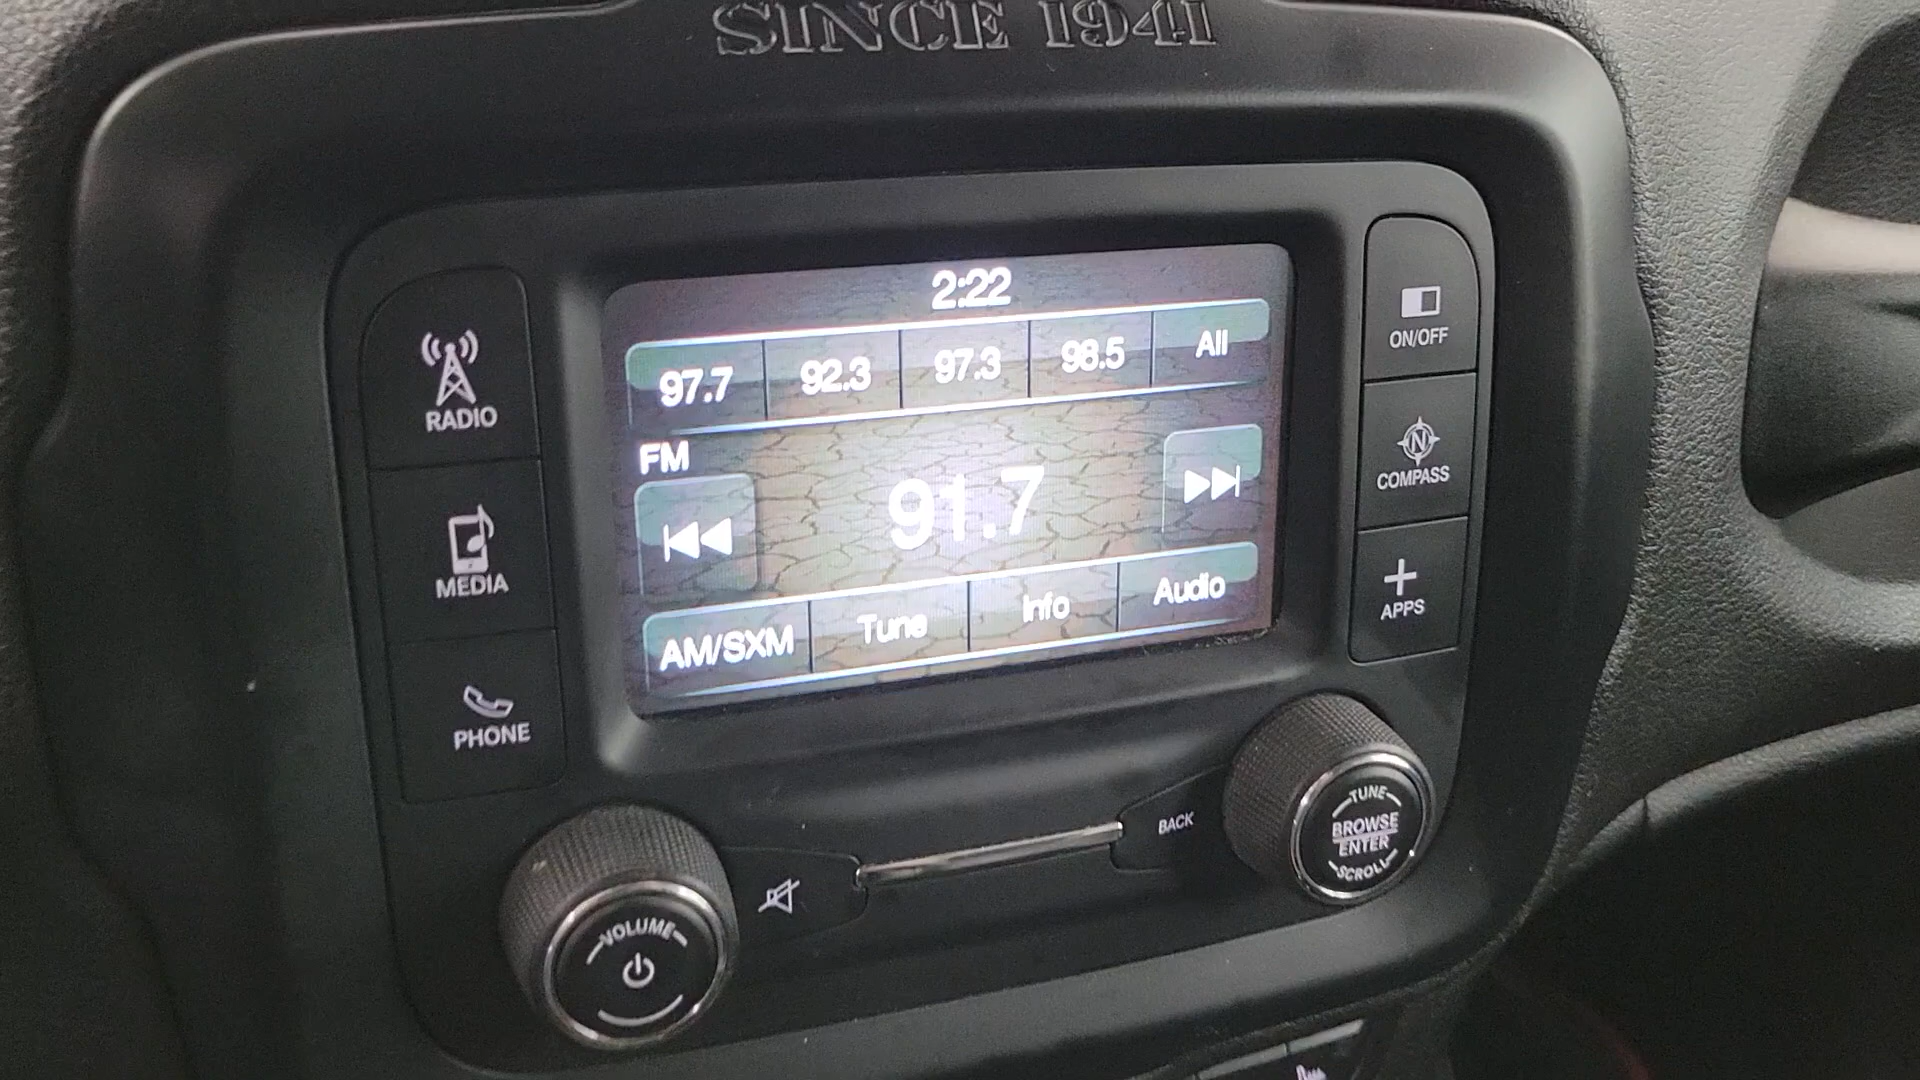 SINCE 1941
2:22
97.7 92.3 97.3 98.5 All
FM
91.7
AM/SXM Tune Info Audio
RADIO
MEDIA
PHONE
ON/OFF
N
COMPASS
APPS
VOLUME
BACK
TUNE
BROWSE
ENTER
SCROLL